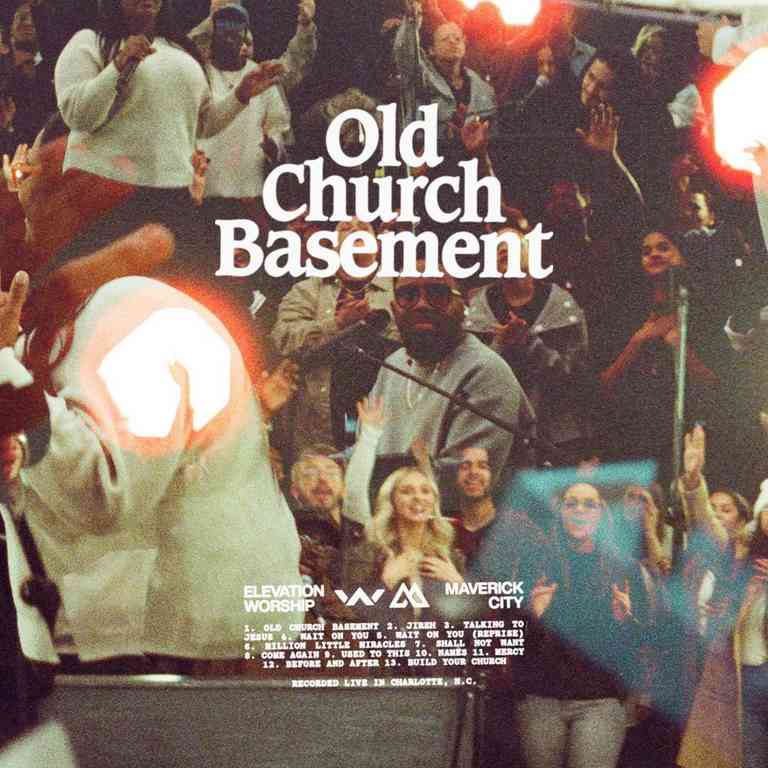 Old
Church
Basement
ELEVATION
WORSHIP
MAVERICK
CITY
1. OLD CHURCH BASEMENT 2. JIREH 3. TALKING TO
JESUS 4. WAIT ON YOU 5. WAIT ON YOU (REPRISE)
6. MILLION LITTLE MIRACLES 7. SHALL NOT WANT
8. COME AGAIN 9. USED TO THIS 10. NAMES 11. MERCY
12. BEFORE AND AFTER 13. BUILD YOUR CHURCH
RECORDED LIVE IN CHARLOTTE, N.C.